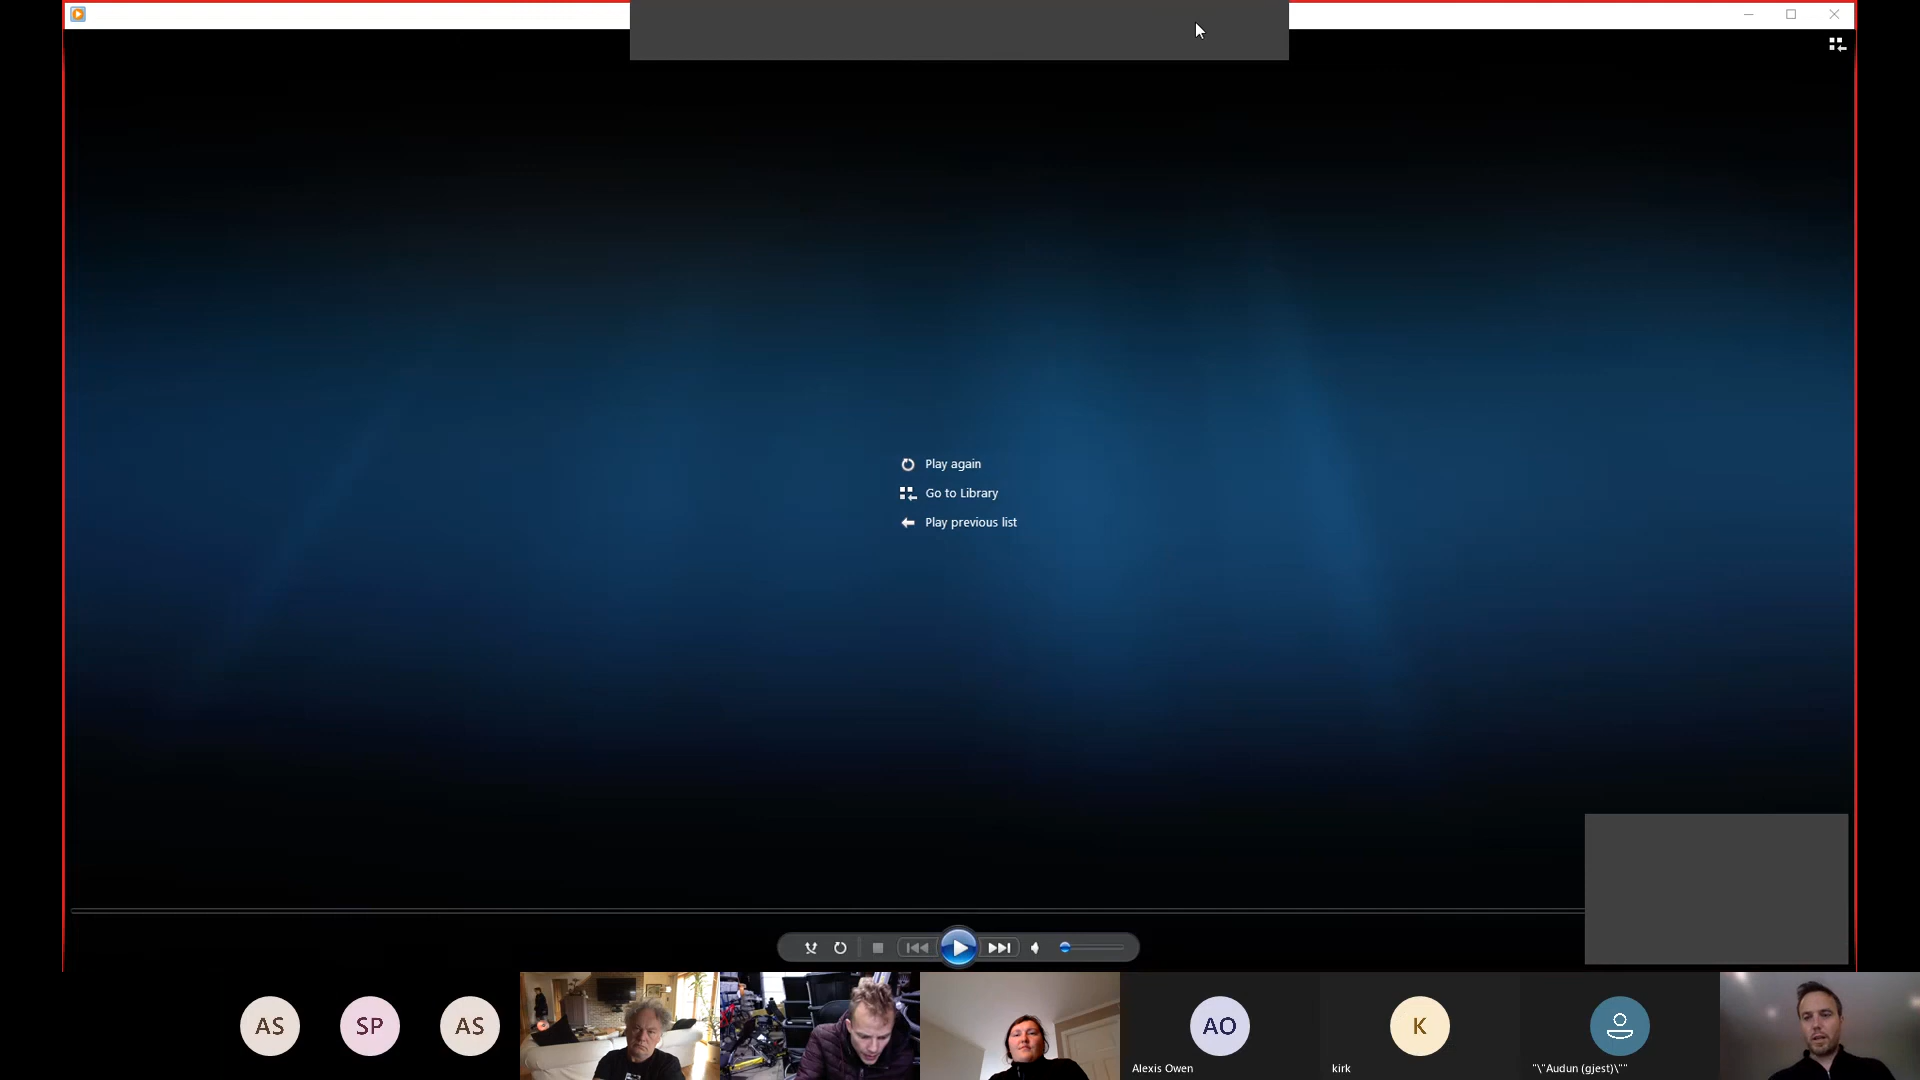 Play again
Go to Library
Play previous list
AS
SP
AS
AO
K
Alexis Owen
kirk
"\"Audun (gjest)\""